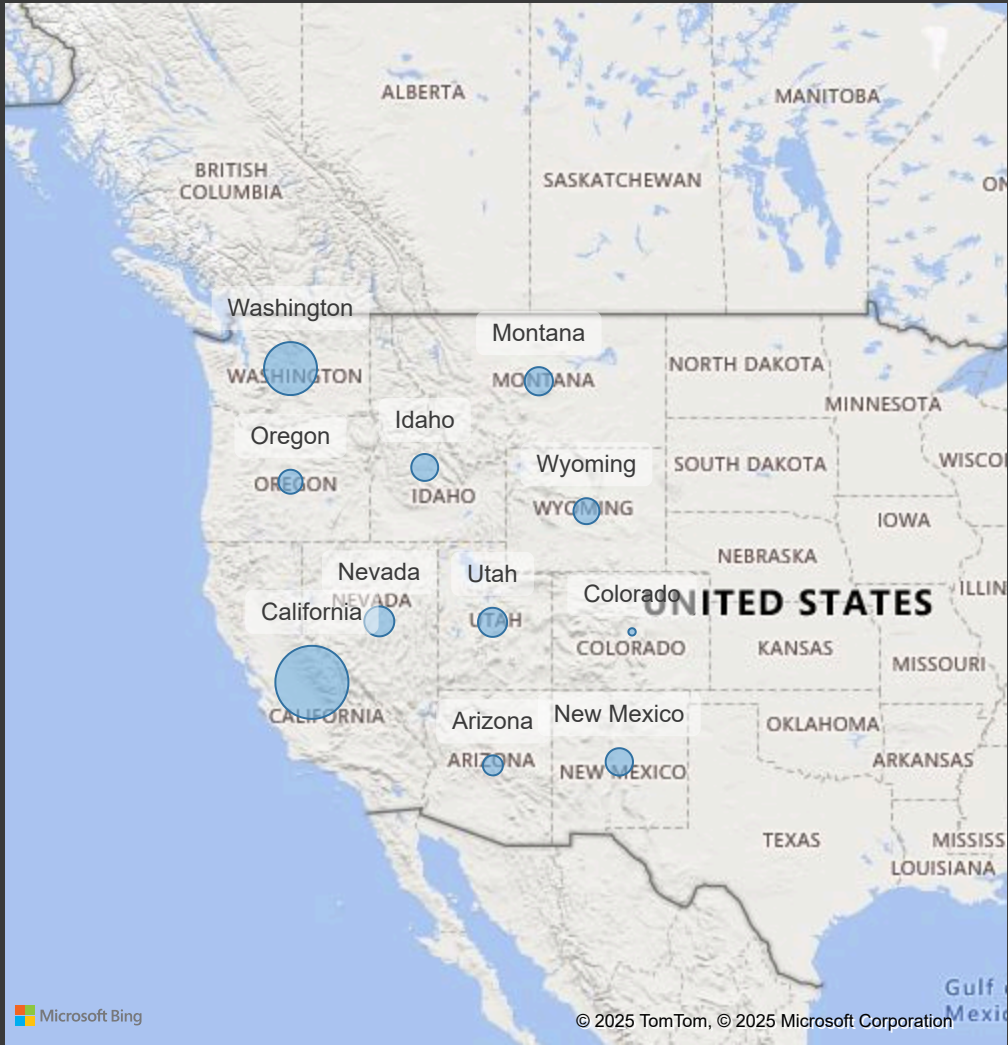 ALBERTA
MANITOBA
BRITISH
COLUMBIA
SASKATCHEWAN
ON
Washington
WASHINGTON
Montana
MONTANA
NORTH DAKOTA
MINNESOTA
Idaho
IDAHO
Oregon
OREGON
Wyoming
WYOMING
SOUTH DAKOTA
WISCO
IOWA
NEBRASKA
Nevada
NEVADA
Utah
UTAH
Colorado
COLORADO
UNITED STATES
ILLIN
California
CALIFORNIA
KANSAS
MISSOURI
Arizona
ARIZONA
New Mexico
NEW MEXICO
OKLAHOMA
ARKANSAS
TEXAS
MISSISS
LOUISIANA
Gulf
Mexic
Microsoft Bing
© 2025 TomTom, © 2025 Microsoft Corporation